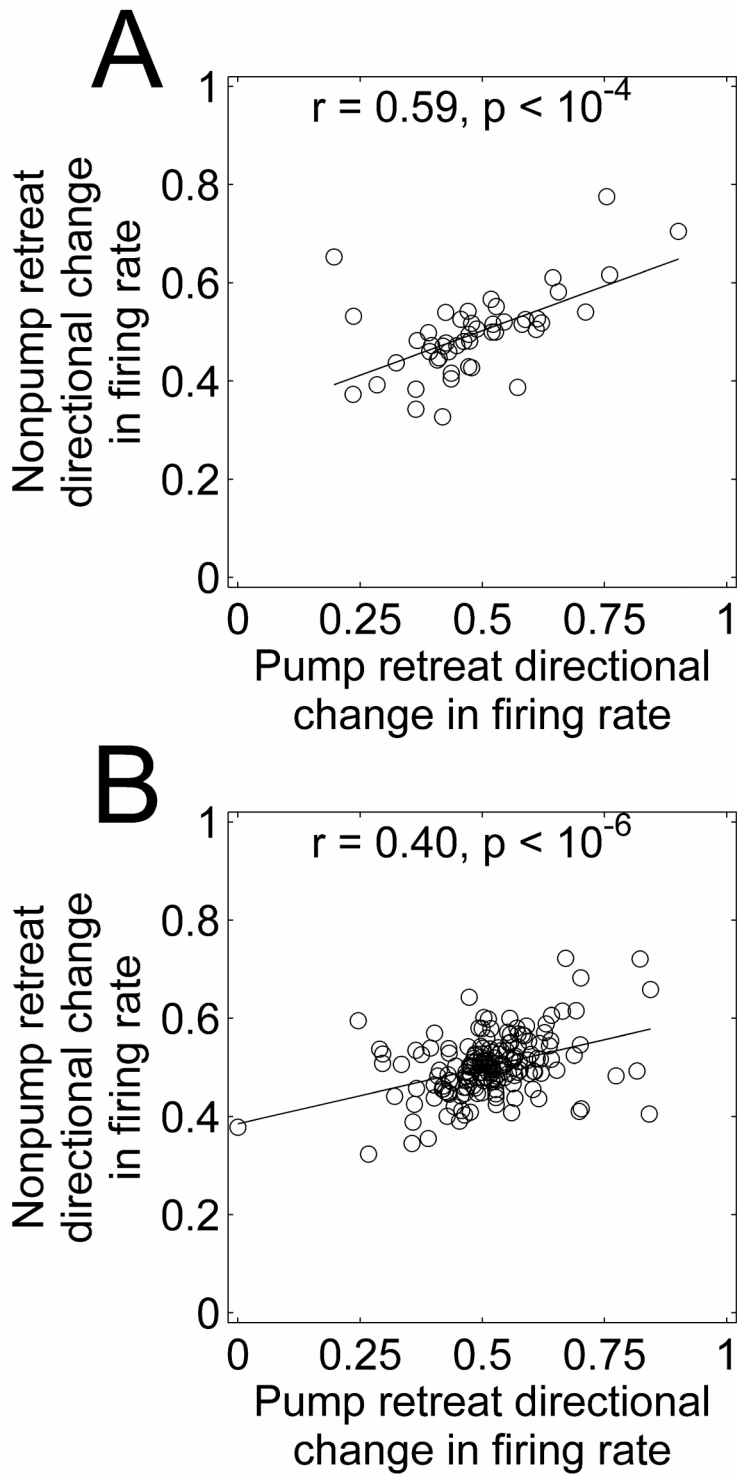 A
r = 0.59, p < 10^-4
Nonpump retreat
directional change
in firing rate
1
0.8
0.6
0.4
0.2
0
0 0.25 0.5 0.75 1
Pump retreat directional
change in firing rate
B
r = 0.40, p < 10^-6
Nonpump retreat
directional change
in firing rate
1
0.8
0.6
0.4
0.2
0
0 0.25 0.5 0.75 1
Pump retreat directional
change in firing rate